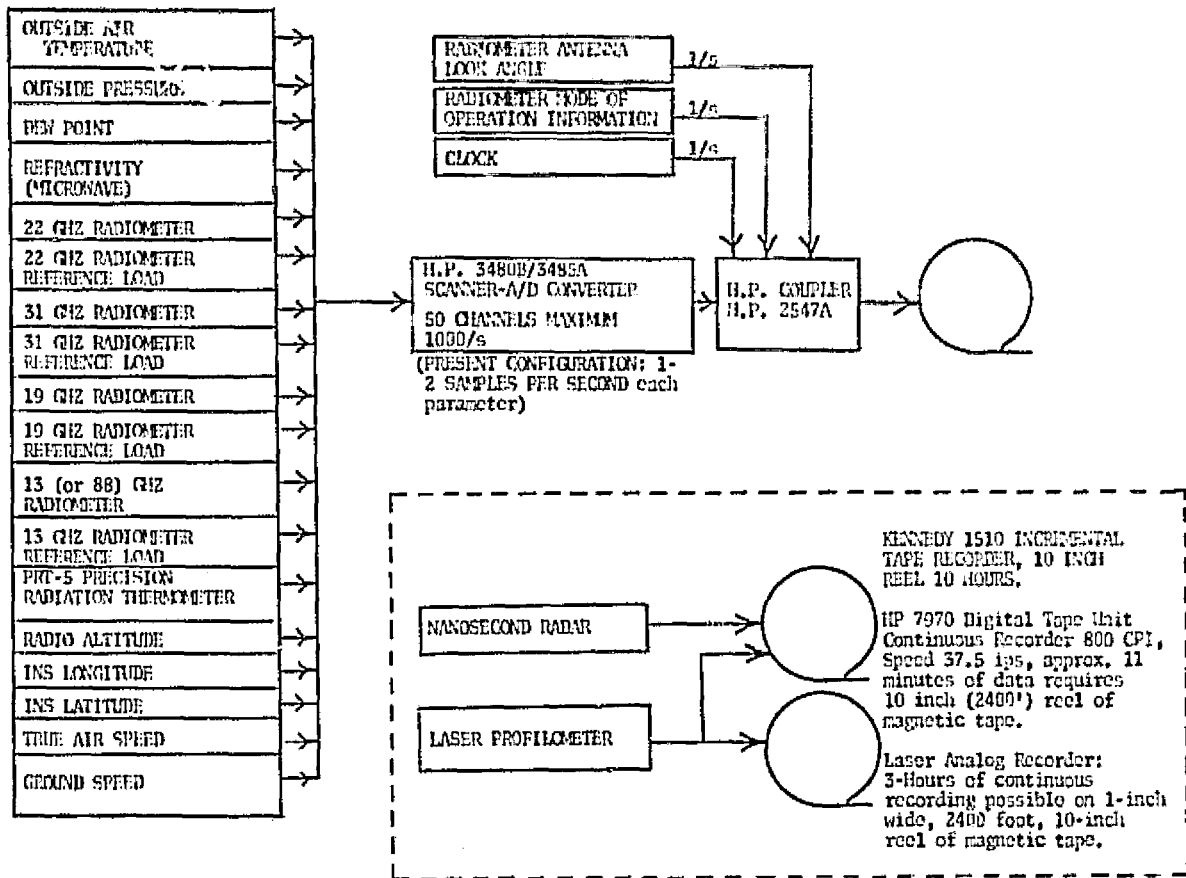 OUTSIDE AIR
TEMPERATURE
OUTSIDE PRESSURE
DEW POINT
REFRACTIVITY
(MICROWAVE)
22 GHZ RADIOMETER
22 GHZ RADIOMETER
REFERENCE LOAD
31 GHZ RADIOMETER
31 GHZ RADIOMETER
REFERENCE LOAD
19 GHZ RADIOMETER
19 GHZ RADIOMETER
REFERENCE LOAD
13 (or 88) GHZ
RADIOMETER
13 GHZ RADIOMETER
REFERENCE LOAD
PRT-5 PRECISION
RADIATION THERMOMETER
RADIO ALTITUDE
INS LONGITUDE
INS LATITUDE
TRUE AIR SPEED
GROUND SPEED
RADIOMETER ANTENNA
LOOK ANGLE
1/s
RADIOMETER MODE OF
OPERATION INFORMATION
1/s
CLOCK
1/s
H.P. 3480B/3485A
SCANNER-A/D CONVERTER
50 CHANNELS MAXIMUM
1000/s
(PRESENT CONFIGURATION: 1-
2 SAMPLES PER SECOND each
parameter)
H.P. COUPLER
H.P. 2547A
NANOSECOND RADAR
LASER PROFILOMETER
KENNEDY 1510 INCRIMENTAL
TAPE RECORDER, 10 INCH
REEL 10 HOURS.
HP 7970 Digital Tape Unit
Continuous Recorder 800 CPI,
Speed 37.5 ips, approx. 11
minutes of data requires
10 inch (2400') reel of
magnetic tape.
Laser Analog Recorder:
3-Hours of continuous
recording possible on 1-inch
wide, 2400 foot, 10-inch
reel of magnetic tape.